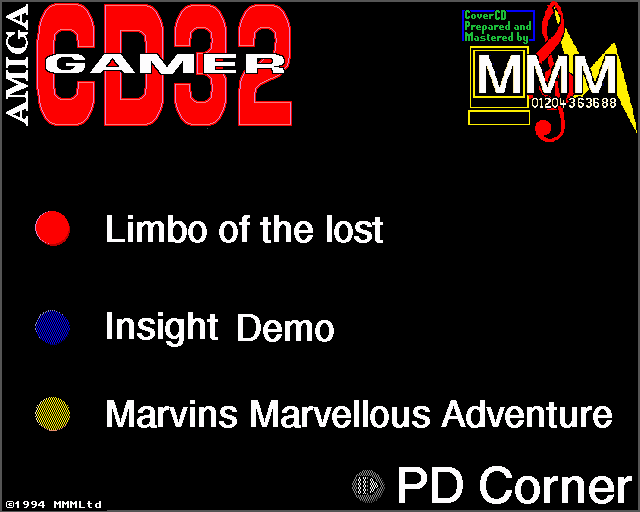 AMIGA
CD32
GAMER
CoverCD
Prepared and
Mastered by
MMM
01204363688
Limbo of the lost
Insight Demo
Marvins Marvellous Adventure
PD Corner
©1994 MMMLtd